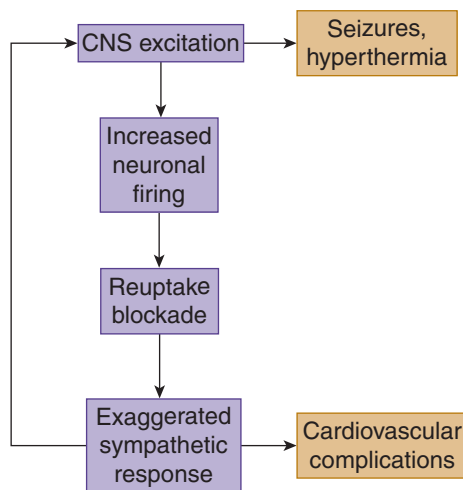 CNS excitation
Seizures,
hyperthermia
Increased
neuronal
firing
Reuptake
blockade
Exaggerated
sympathetic
response
Cardiovascular
complications